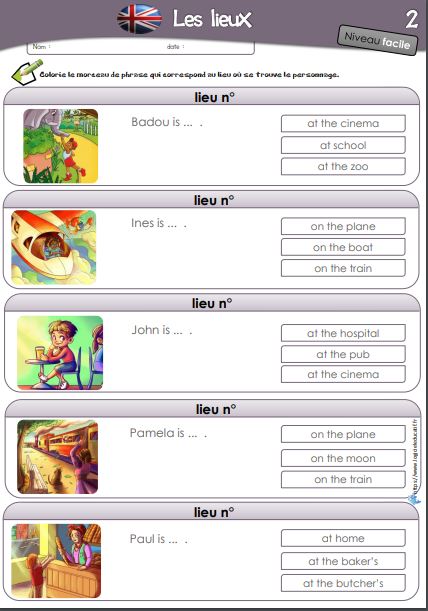 Les lieux
2
Niveau facile
Nom :
date :
Colorie le morceau de phrase qui correspond au lieu où se trouve le personnage.
lieu n°
Badou is ... .
at the cinema
at school
at the zoo
lieu n°
Ines is ... .
on the plane
on the boat
on the train
lieu n°
John is ... .
at the hospital
at the pub
at the cinema
lieu n°
Pamela is ... .
on the plane
on the moon
on the train
lieu n°
Paul is ... .
at home
at the baker's
at the butcher's